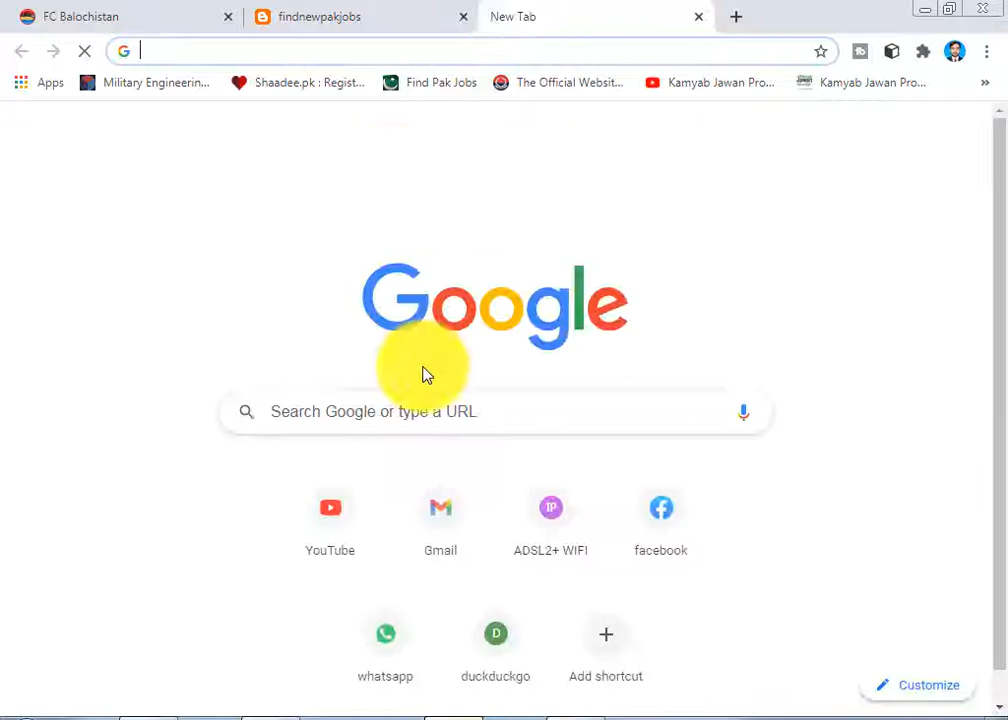 FC Balochistan
findnewpakjobs
New Tab
Apps
Military Engineerin...
Shaadee.pk : Regist...
Find Pak Jobs
The Official Websit...
Kamyab Jawan Pro...
Kamyab Jawan Pro...
Google
Search Google or type a URL
YouTube
Gmail
IP
ADSL2+ WIFI
facebook
whatsapp
D
duckduckgo
Add shortcut
Customize